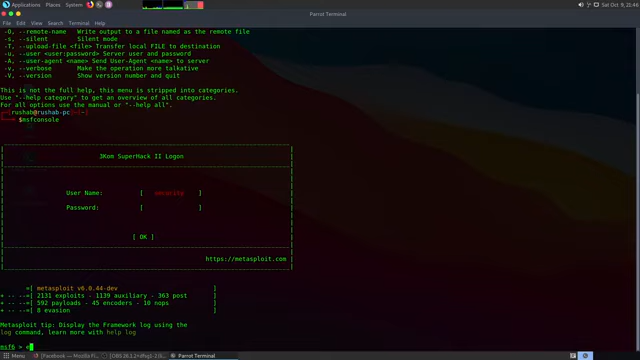 Applications Places System
Sat Oct 9, 21:46
Parrot Terminal
File Edit View Search Terminal Help
-O, --remote-name Write output to a file named as the remote file
-s, --silent Silent mode
-T, --upload-file <file> Transfer local FILE to destination
-u, --user <user:password> Server user and password
-A, --user-agent <name> Send User-Agent <name> to server
-v, --verbose Make the operation more talkative
-V, --version Show version number and quit
This is not the full help, this menu is stripped into categories.
Use "--help category" to get an overview of all categories.
For all options use the manual or "--help all".
[rushab@rushab-pc]-[~]
$msfconsole
3Kom SuperHack II Logon
User Name: [ security ]
Password: [ ]
[ OK ]
https://metasploit.com
=[ metasploit v6.0.44-dev ]
+ -- --=[ 2131 exploits - 1139 auxiliary - 363 post ]
+ -- --=[ 592 payloads - 45 encoders - 10 nops ]
+ -- --=[ 8 evasion ]
Metasploit tip: Display the Framework log using the
log command, learn more with help log
msf6 > e
Menu Parrot Terminal